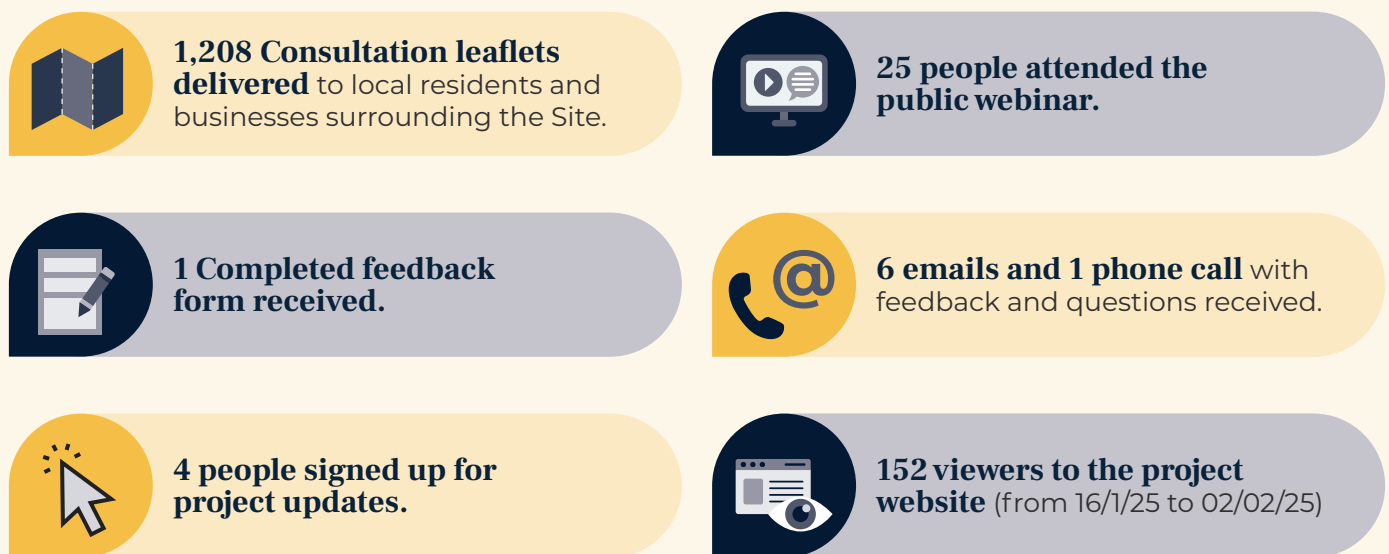 1,208 Consultation leaflets
delivered to local residents and
businesses surrounding the Site.
25 people attended the
public webinar.
1 Completed feedback
form received.
6 emails and 1 phone call with
feedback and questions received.
4 people signed up for
project updates.
152 viewers to the project
website (from 16/1/25 to 02/02/25)